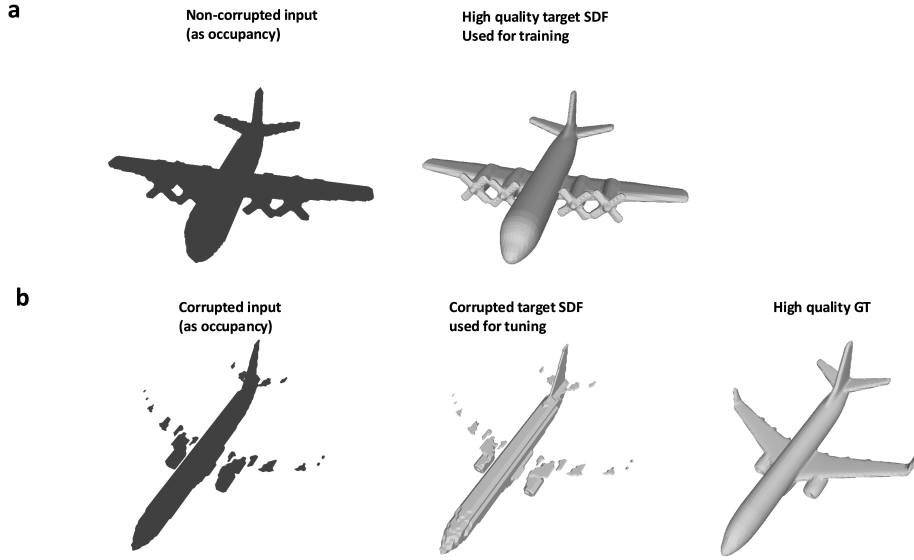 a
Non-corrupted input
(as occupancy)
High quality target SDF
Used for training
b
Corrupted input
(as occupancy)
Corrupted target SDF
used for tuning
High quality GT